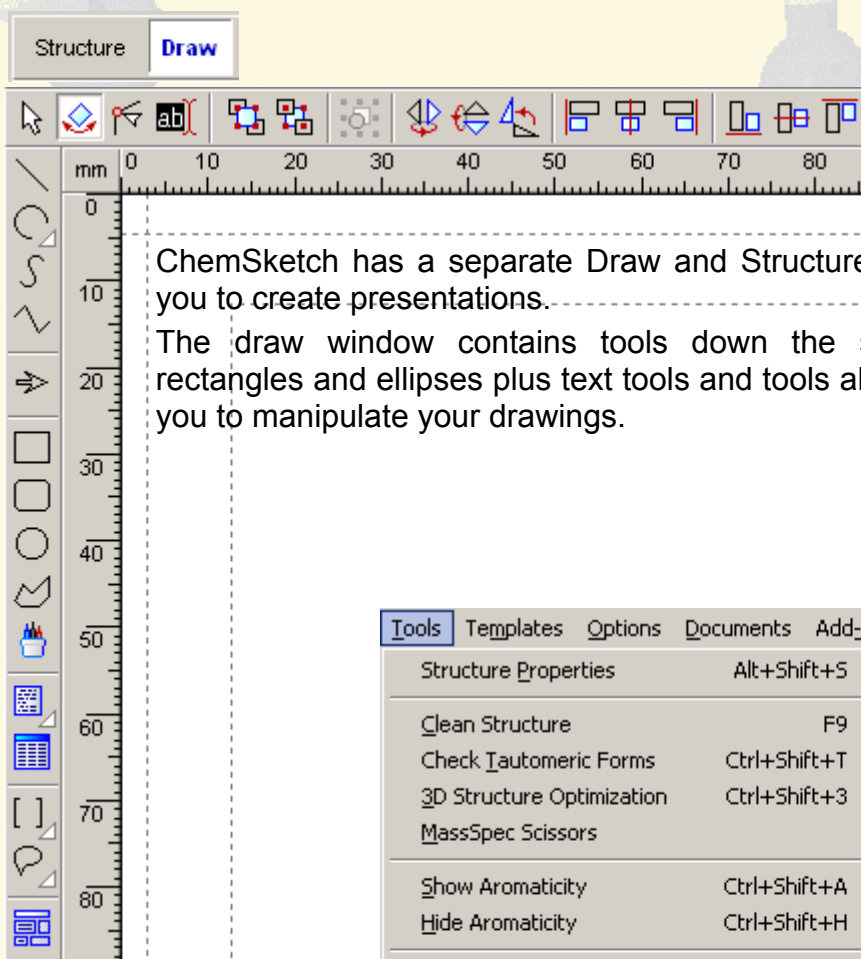 Structure Draw
ab
mm 0 10 20 30 40 50 60 70 80
0
ChemSketch has a separate Draw and Structure
10
you to create presentations.
The draw window contains tools down the
20
rectangles and ellipses plus text tools and tools
you to manipulate your drawings.
30
40
50
Tools Templates Options Documents Add-
Structure Properties Alt+Shift+S
Clean Structure F9
60
Check Tautomeric Forms Ctrl+Shift+T
3D Structure Optimization Ctrl+Shift+3
70
MassSpec Scissors
Show Aromaticity Ctrl+Shift+A
80
Hide Aromaticity Ctrl+Shift+H